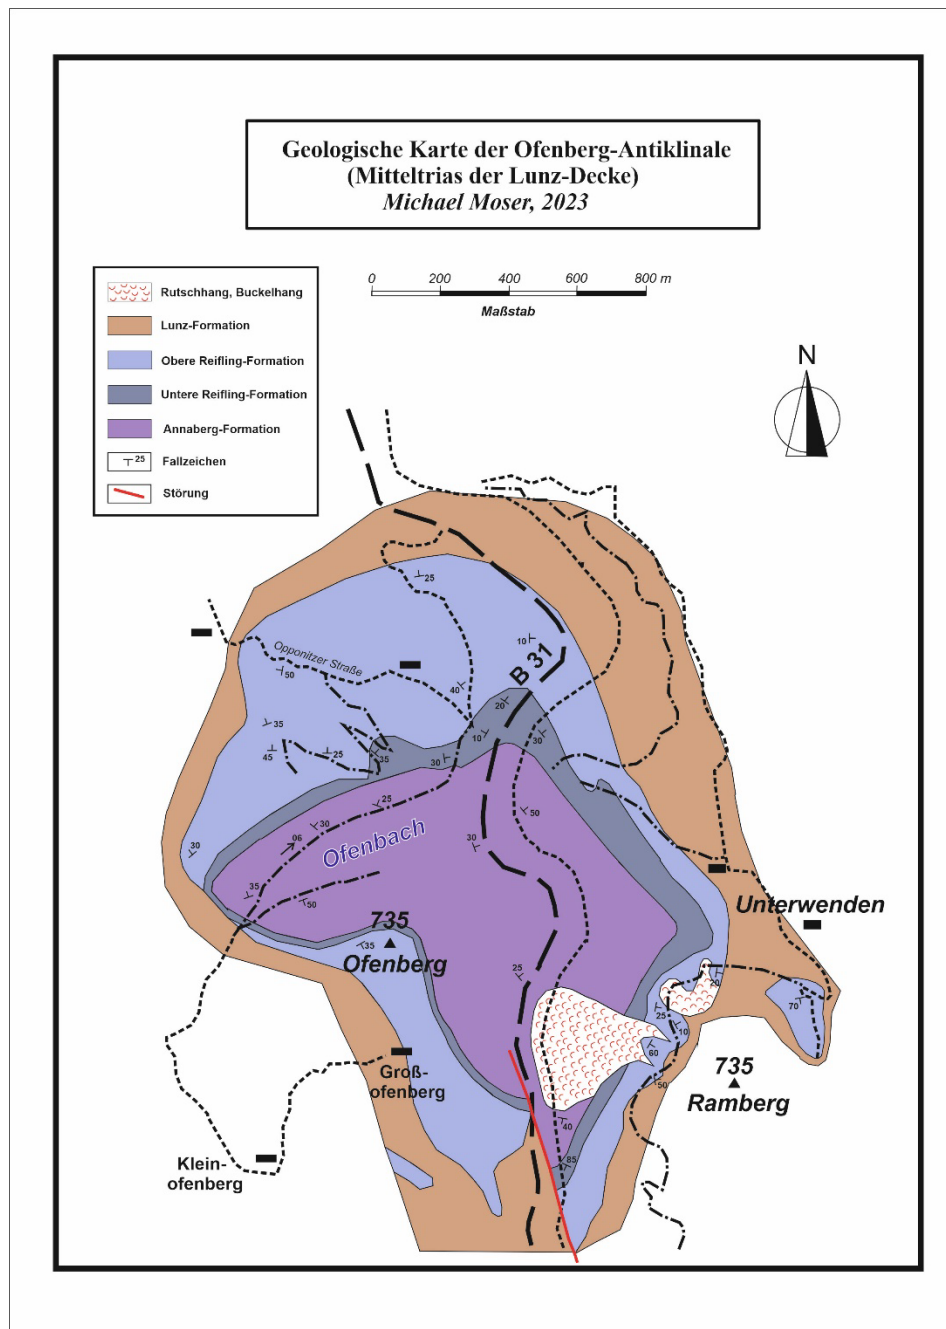 Geologische Karte der Ofenberg-Antiklinale
(Mitteltrias der Lunz-Decke)
Michael Moser, 2023
0 200 400 600 800 m
Maßstab
Rutschhang, Buckelhang
Lunz-Formation
Obere Reifling-Formation
Untere Reifling-Formation
Annaberg-Formation
25 Fallzeichen
Störung
N
25
10
B 31
Opponitzer Straße
50
40
20
35
45
25
35
30
10
30
25
50
30
06
30
Ofenbach
30
35
50
735
Ofenberg
35
Unterwenden
25
20
70
25
10
60
50
735
Ramberg
Groß-
ofenberg
40
85
Klein-
ofenberg